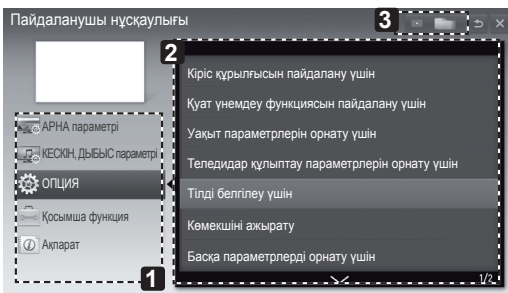 Пайдаланушы нұсқаулығы
3
2
АРНА параметрі
КЕСКІН, ДЫБЫС параметрі
ОПЦИЯ
Қосымша функция
Ақпарат
1
Кіріс құрылғысын пайдалану үшін
Қуат үнемдеу функциясын пайдалану үшін
Уақыт параметрлерін орнату үшін
Теледидар құлыптау параметрлерін орнату үшін
Тілді белгілеу үшін
Көмекшіні ажырату
Басқа параметрлерді орнату үшін
1/2